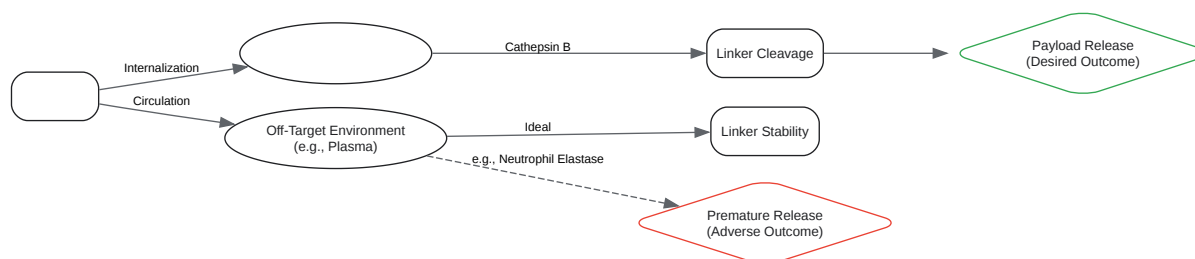 Internalization
Circulation
Cathepsin B
Linker Cleavage
Payload Release
(Desired Outcome)
Off-Target Environment
(e.g., Plasma)
Ideal
Linker Stability
e.g., Neutrophil Elastase
Premature Release
(Adverse Outcome)